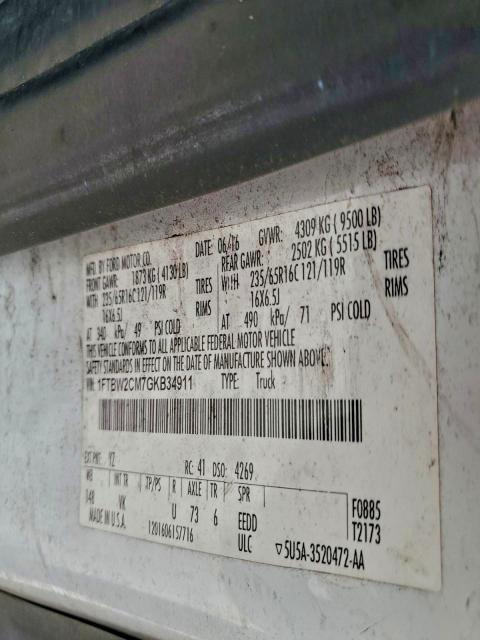 MFG. BY FORD MOTOR CO. DATE: 06/16 GVWR: 4309 KG ( 9500 LB)
FRONT GAWR: 1873 KG ( 4130 LB) REAR GAWR: 2502 KG ( 5515 LB)
WITH 235/65R16C 121/119R TIRES WITH 235/65R16C 121/119R TIRES
16X6.5J RIMS 16X6.5J RIMS
AT 340 kPa/ 49 PSI COLD AT 490 kPa/ 71 PSI COLD
THIS VEHICLE CONFORMS TO ALL APPLICABLE FEDERAL MOTOR VEHICLE
SAFETY STANDARDS IN EFFECT ON THE DATE OF MANUFACTURE SHOWN ABOVE.
VIN: 1FTBW2CM7GKB34911 TYPE: Truck
EXT PNT: YZ RC: 41 DSO: 4269
WB INT TR TP/PS R AXLE TR SPR F0885
148 VK U 73 6 EEDD T2173
MADE IN U.S.A. 1201606157716 ULC 5U5A-3520472-AA